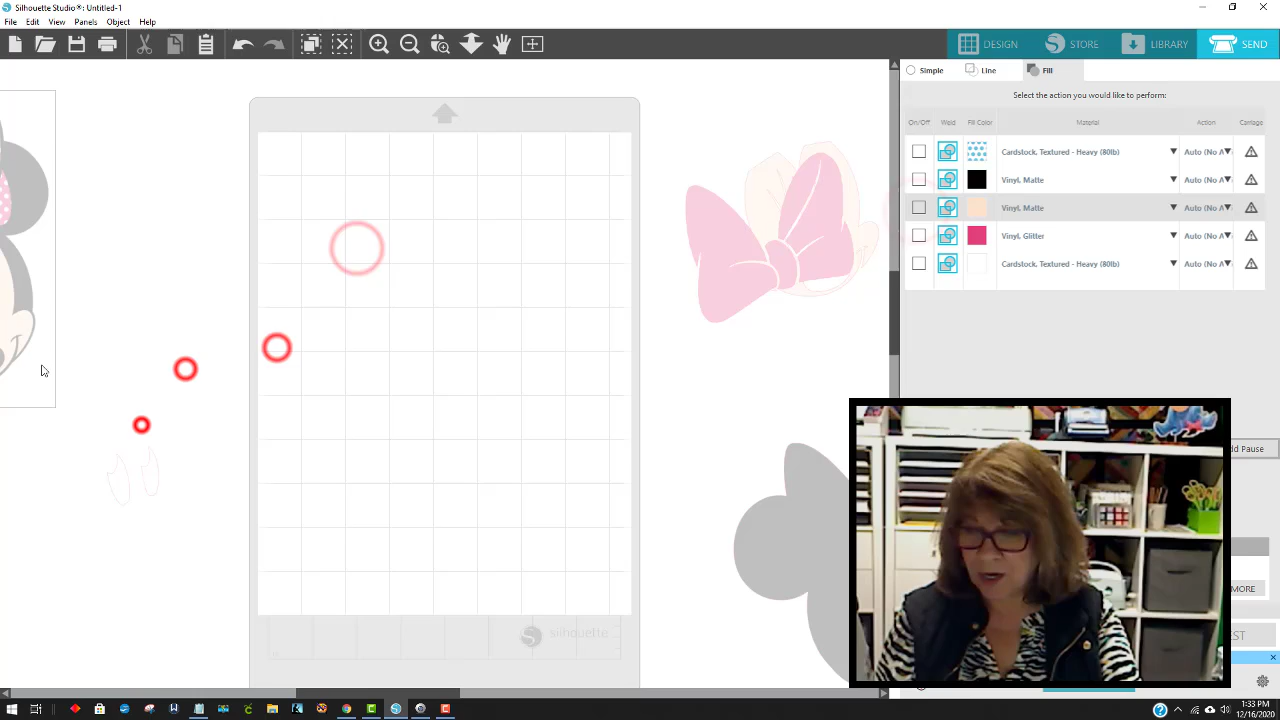 Silhouette Studio®: Untitled-1
File Edit View Panels Object Help
DESIGN STORE LIBRARY SEND
Simple Line Fill
Select the action you would like to perform:
On/Off Weld Fill Color Material Action Carriage
Cardstock, Textured - Heavy (80lb) Auto (No A
Vinyl, Matte Auto (No A
Vinyl, Matte Auto (No A
Vinyl, Glitter Auto (No A
Cardstock, Textured - Heavy (80lb) Auto (No A
dd Pause
MORE
EST
silhouette
1:33 PM
12/16/2020